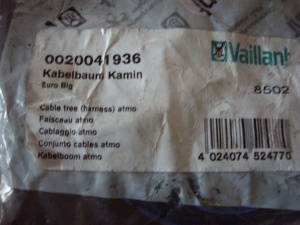 0020041936
Vaillant
Kabelbaum Kamin
Euro Big
8502
Cable tree (harness) atmo
Faisceau atmo
Cablaggio atmo
Conjunto cables atmo
Kabelboom atmo
4 024074 524770